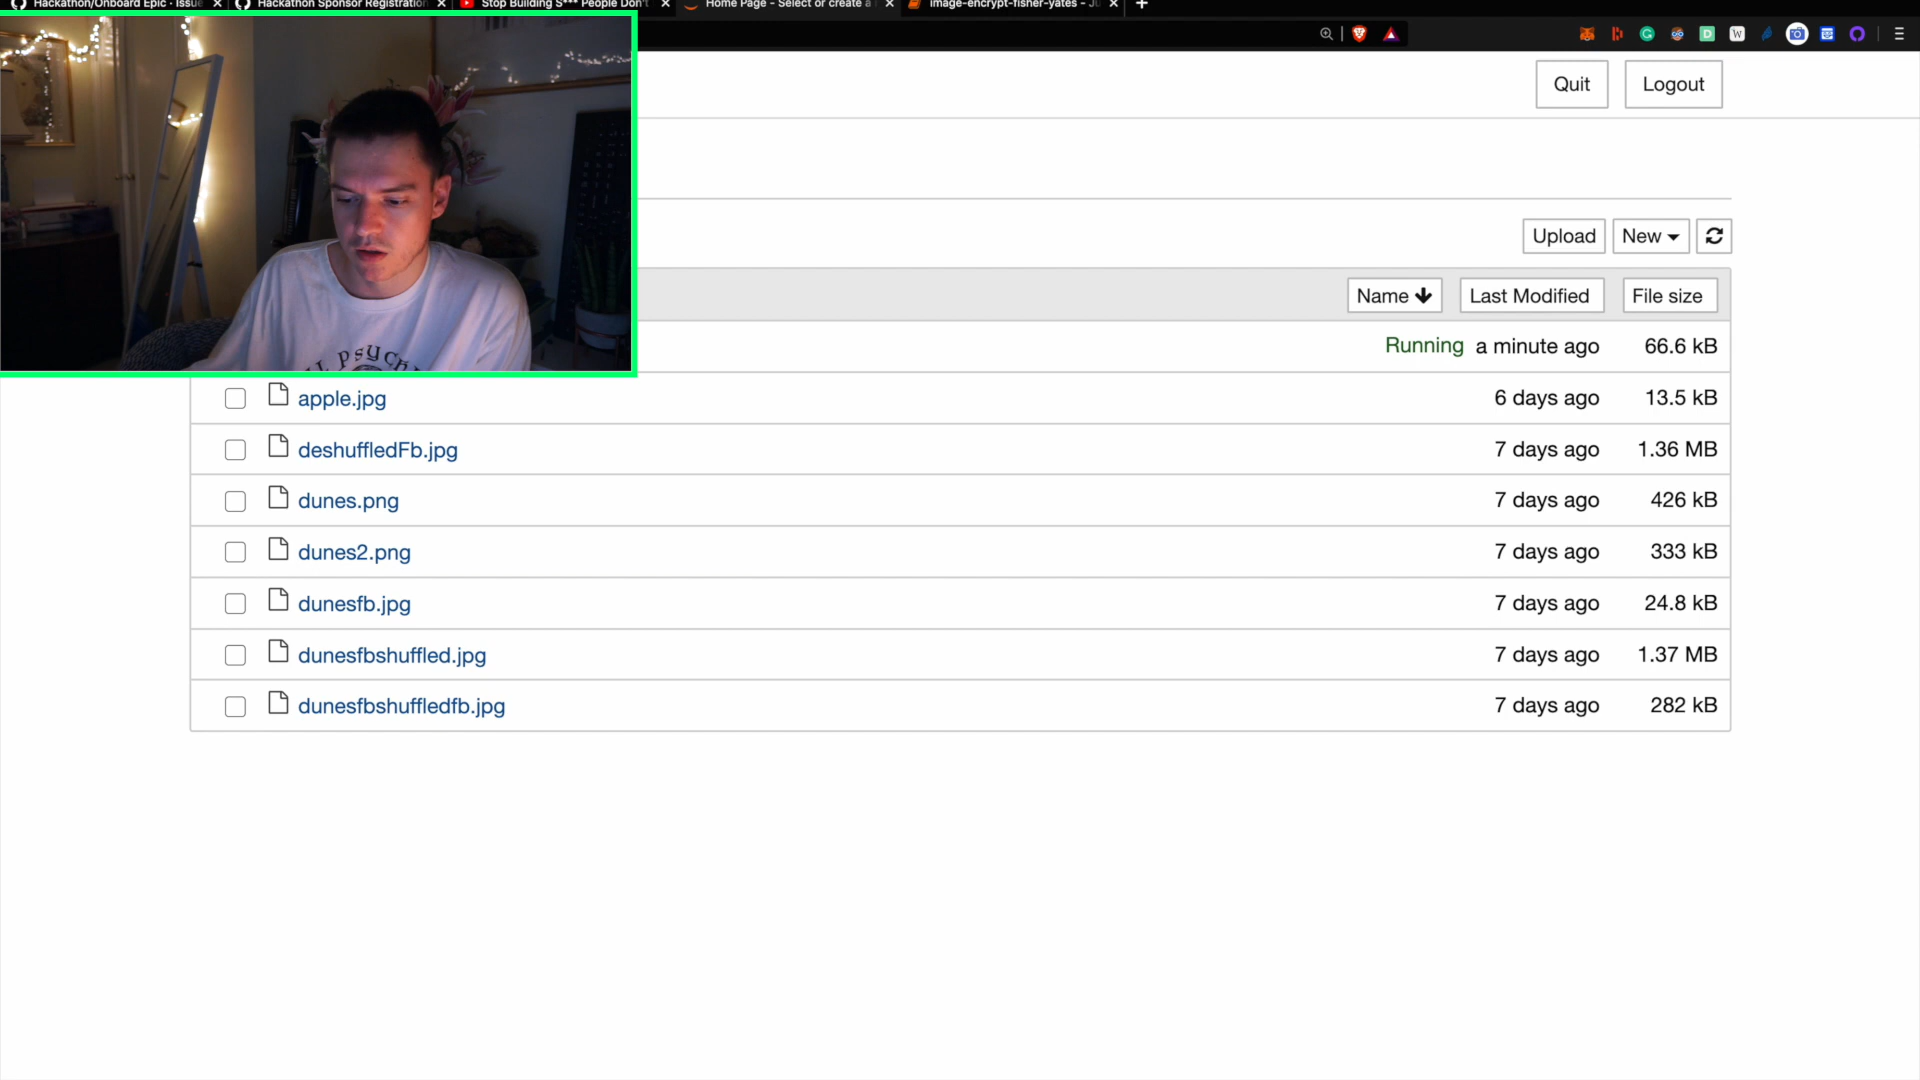 Hackathon/Onboard Epic · Issue
Hackathon Sponsor Registration
Stop Building S*** People Don't
Home Page - Select or create a
image-encrypt-fisher-yates - Ju
Quit
Logout
Upload
New
Name
Last Modified
File size
Running a minute ago 66.6 kB
apple.jpg 6 days ago 13.5 kB
deshuffledFb.jpg 7 days ago 1.36 MB
dunes.png 7 days ago 426 kB
dunes2.png 7 days ago 333 kB
dunesfb.jpg 7 days ago 24.8 kB
dunesfbshuffled.jpg 7 days ago 1.37 MB
dunesfbshuffledfb.jpg 7 days ago 282 kB